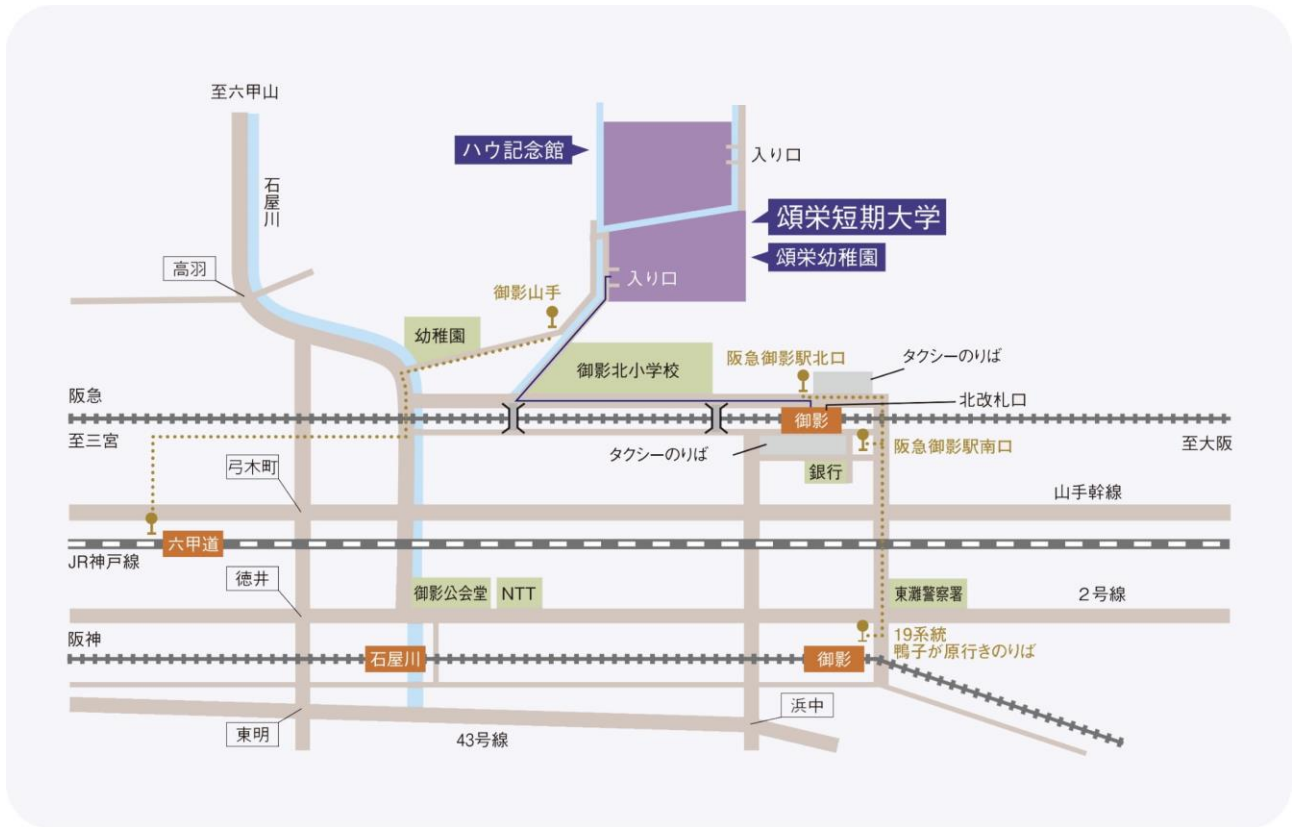 至六甲山
石屋川
ハウ記念館
入り口
頌栄短期大学
頌栄幼稚園
高羽
入り口
御影山手
幼稚園
御影北小学校
阪急御影駅北口
タクシーのりば
阪急
北改札口
御影
至三宮
タクシーのりば
阪急御影駅南口
至大阪
弓木町
銀行
山手幹線
六甲道
JR神戸線
徳井
御影公会堂
NTT
東灘警察署
2号線
阪神
19系統
鴨子が原行きのりば
石屋川
御影
浜中
東明
43号線